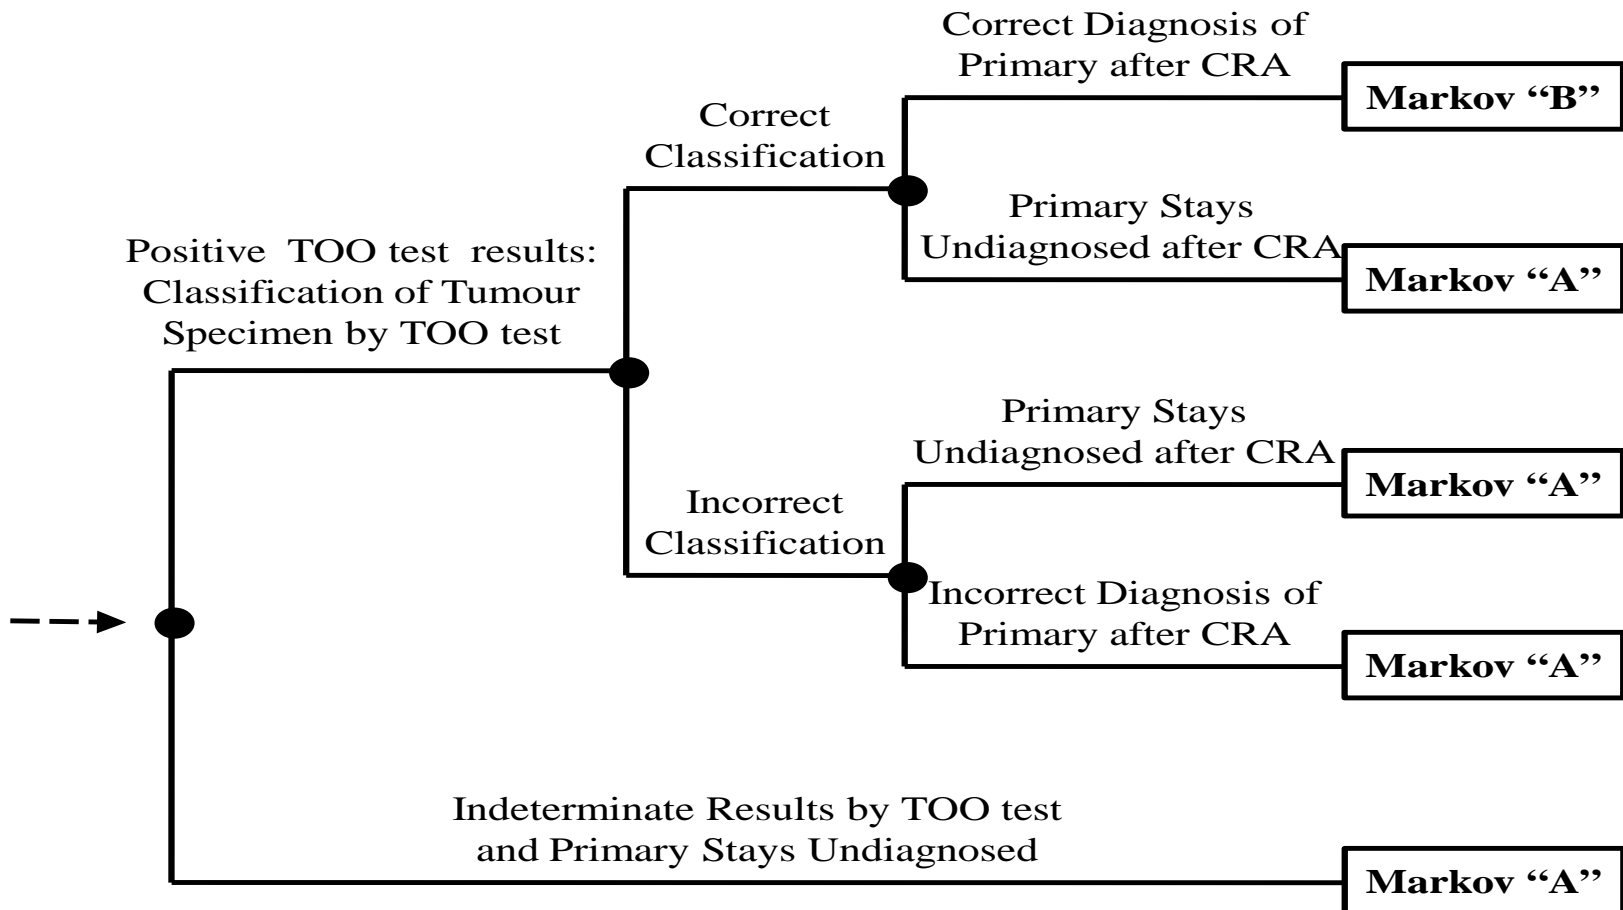 Correct Diagnosis of
Primary after CRA
Markov “B”
Correct
Classification
Primary Stays
Undiagnosed after CRA
Markov “A”
Positive TOO test results:
Classification of Tumour
Specimen by TOO test
Primary Stays
Undiagnosed after CRA
Markov “A”
Incorrect
Classification
Incorrect Diagnosis of
Primary after CRA
Markov “A”
Indeterminate Results by TOO test
and Primary Stays Undiagnosed
Markov “A”